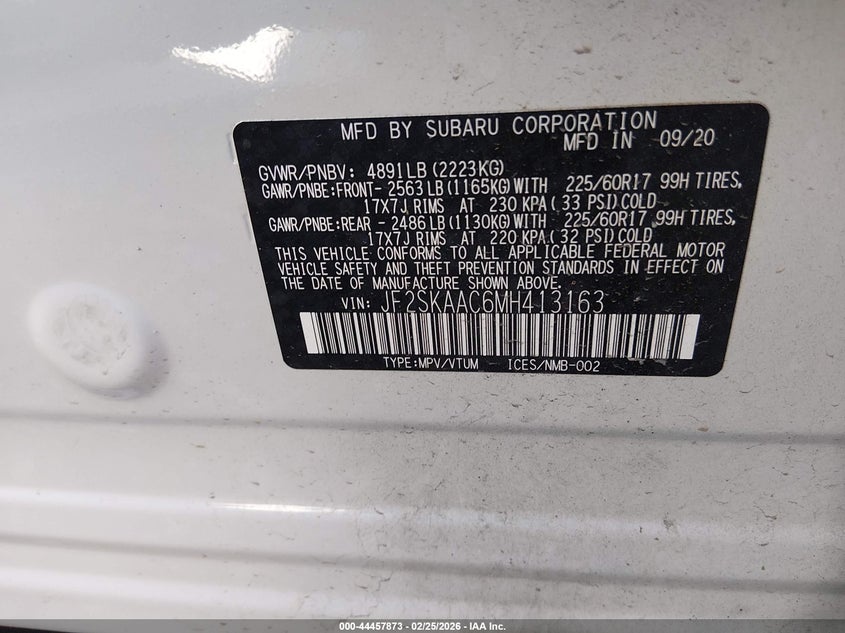 MFD BY SUBARU CORPORATION
MFD IN 09/20
GVWR/PNBV: 4891LB(2223KG)
GAWR/PNBE:FRONT- 2563LB(1165KG)WITH 225/60R17 99H TIRES,
17X7J RIMS AT 230 KPA(33 PSI)COLD
GAWR/PNBE:REAR - 2486LB(1130KG)WITH 225/60R17 99H TIRES,
17X7J RIMS AT 220 KPA(32 PSI)COLD
THIS VEHICLE CONFORMS TO ALL APPLICABLE FEDERAL MOTOR
VEHICLE SAFETY AND THEFT PREVENTION STANDARDS IN EFFECT ON
THE DATE OF MANUFACTURE SHOWN ABOVE.
VIN: JF2SKAAC6MH413163
TYPE:MPV/VTUM ICES/NMB-002
000-44457873 / 02/25/2026 - IAA Inc.